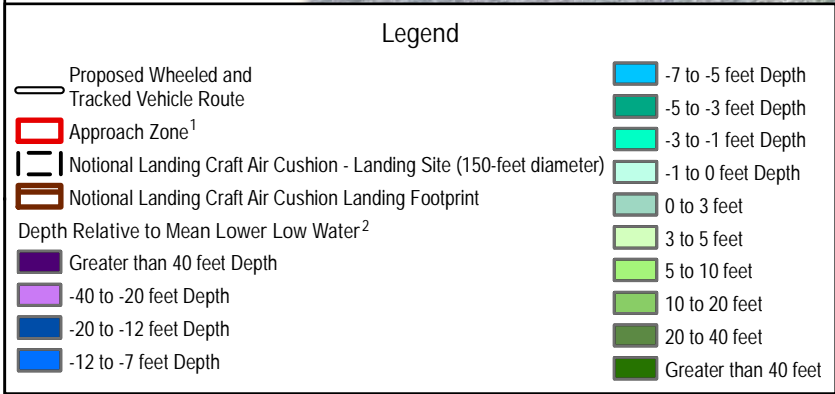 Legend
Proposed Wheeled and
Tracked Vehicle Route
Approach Zone1
Notional Landing Craft Air Cushion - Landing Site (150-feet diameter)
Notional Landing Craft Air Cushion Landing Footprint
Depth Relative to Mean Lower Low Water2
Greater than 40 feet Depth
-40 to -20 feet Depth
-20 to -12 feet Depth
-12 to -7 feet Depth
-7 to -5 feet Depth
-5 to -3 feet Depth
-3 to -1 feet Depth
-1 to 0 feet Depth
0 to 3 feet
3 to 5 feet
5 to 10 feet
10 to 20 feet
20 to 40 feet
Greater than 40 feet